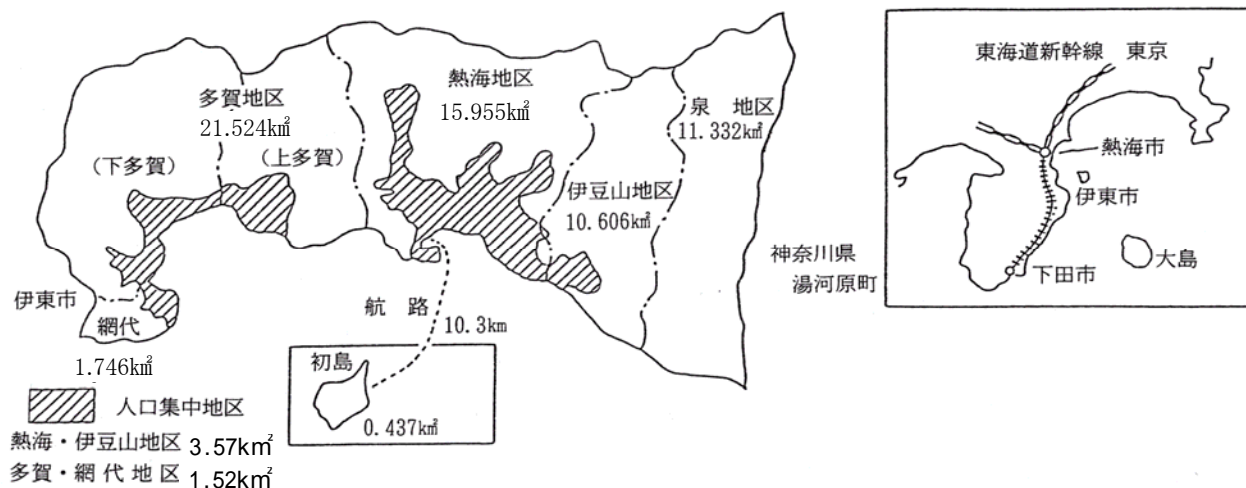 多賀地区
21.524k㎡
(下多賀)
(上多賀)
熱海地区
15.955k㎡
伊豆山地区
10.606k㎡
泉 地区
11.332k㎡
神奈川県
湯河原町
伊東市
網代
1.746k㎡
航 路
10.3km
初島
0.437k㎡
人口集中地区
熱海・伊豆山地区 3.57k㎡
多賀・網代地区 1.52k㎡
東海道新幹線 東京
熱海市
伊東市
大島
下田市